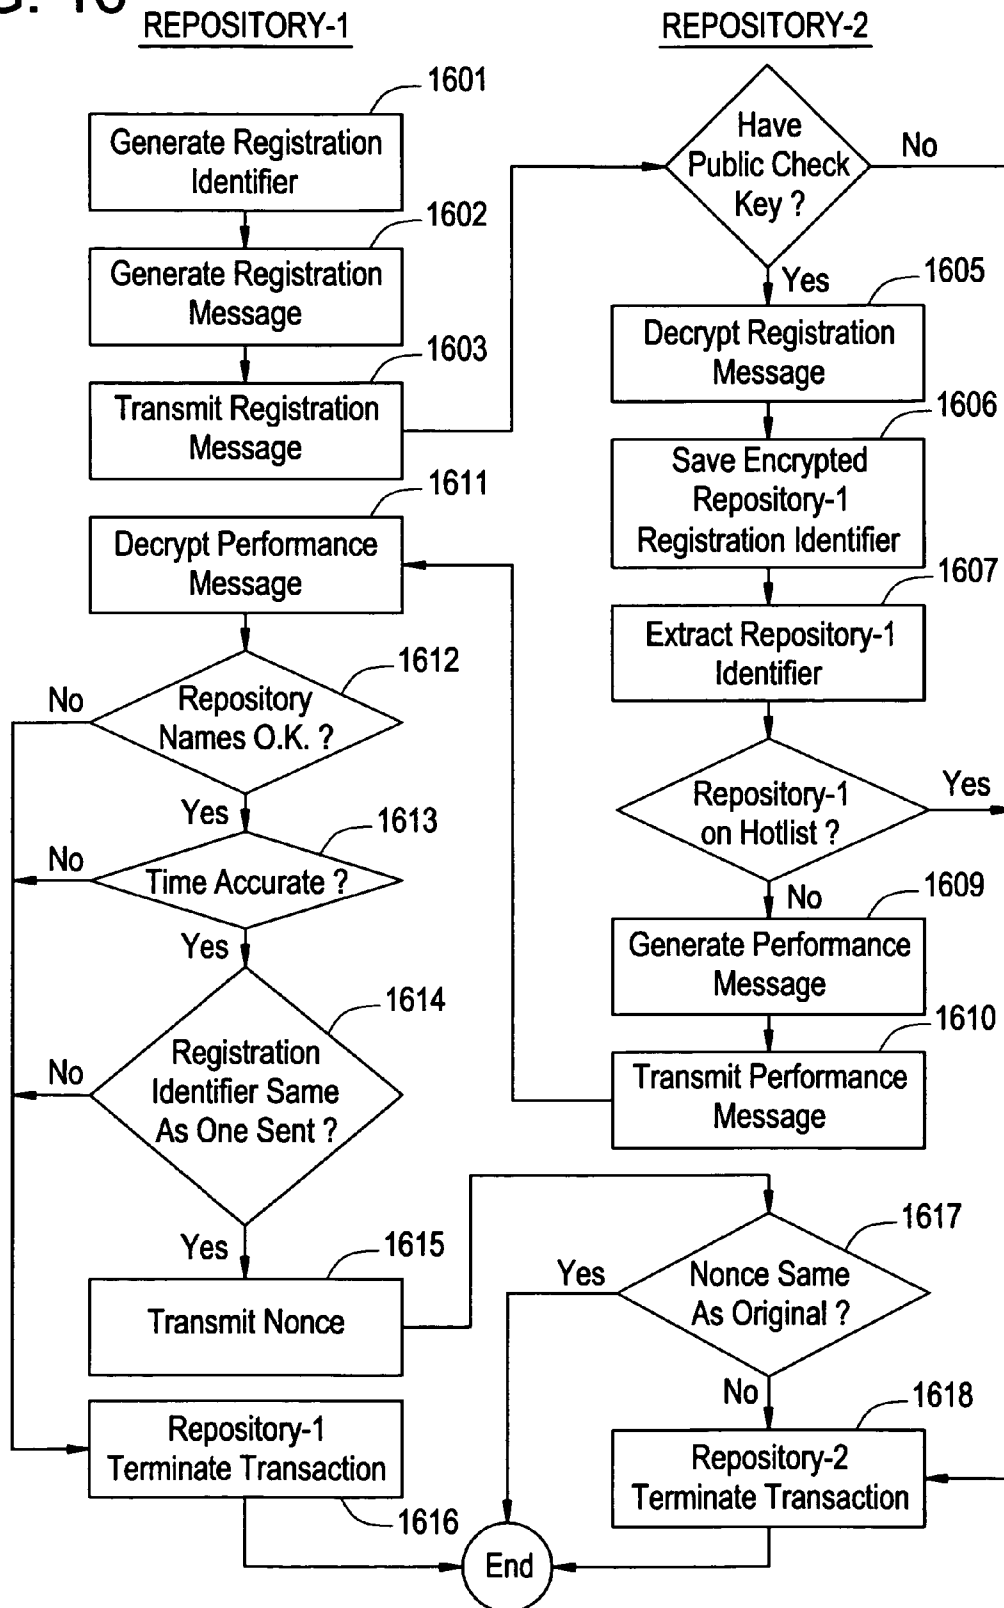 G. 16
REPOSITORY-1
1601
Generate Registration
Identifier
1602
Generate Registration
Message
1603
Transmit Registration
Message
1611
Decrypt Performance
Message
1612
Repository
Names O.K. ?
No
Yes
1613
Time Accurate ?
No
Yes
1614
Registration
Identifier Same
As One Sent ?
No
Yes
1615
Transmit Nonce
Repository-1
Terminate Transaction
1616
REPOSITORY-2
Have
Public Check
Key ?
No
Yes
1605
Decrypt Registration
Message
1606
Save Encrypted
Repository-1
Registration Identifier
1607
Extract Repository-1
Identifier
Repository-1
on Hotlist ?
Yes
No
1609
Generate Performance
Message
1610
Transmit Performance
Message
1617
Nonce Same
As Original ?
Yes
No
1618
Repository-2
Terminate Transaction
End